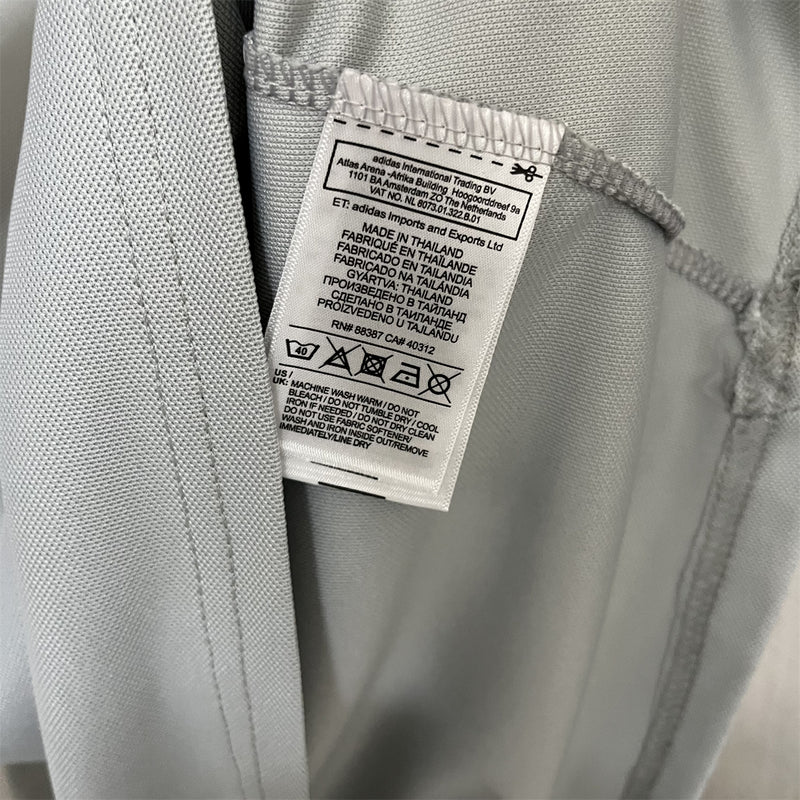 adidas International Trading BV
Atlas Arena -Afrika Building Hoogoorddreef 9a
1101 BA Amsterdam ZO The Netherlands
VAT NO. NL 8073.01.322.B.01
ET: adidas Imports and Exports Ltd
MADE IN THAILAND
FABRIQUÉ EN THAÏLANDE
FABRICADO EN TAILANDIA
FABRICADO NA TAILÂNDIA
GYÁRTVA: THAILAND
ПРОИЗВЕДЕНО В ТАЙЛАНД
СДЕЛАНО В ТАИЛАНДЕ
PROIZVEDENO U TAJLANDU
RN# 88387 CA# 40312
40
US /
UK: MACHINE WASH WARM / DO NOT
BLEACH / DO NOT TUMBLE DRY / COOL
IRON IF NEEDED / DO NOT DRY CLEAN
DO NOT USE FABRIC SOFTENER/
WASH AND IRON INSIDE OUT/REMOVE
IMMEDIATELY/LINE DRY